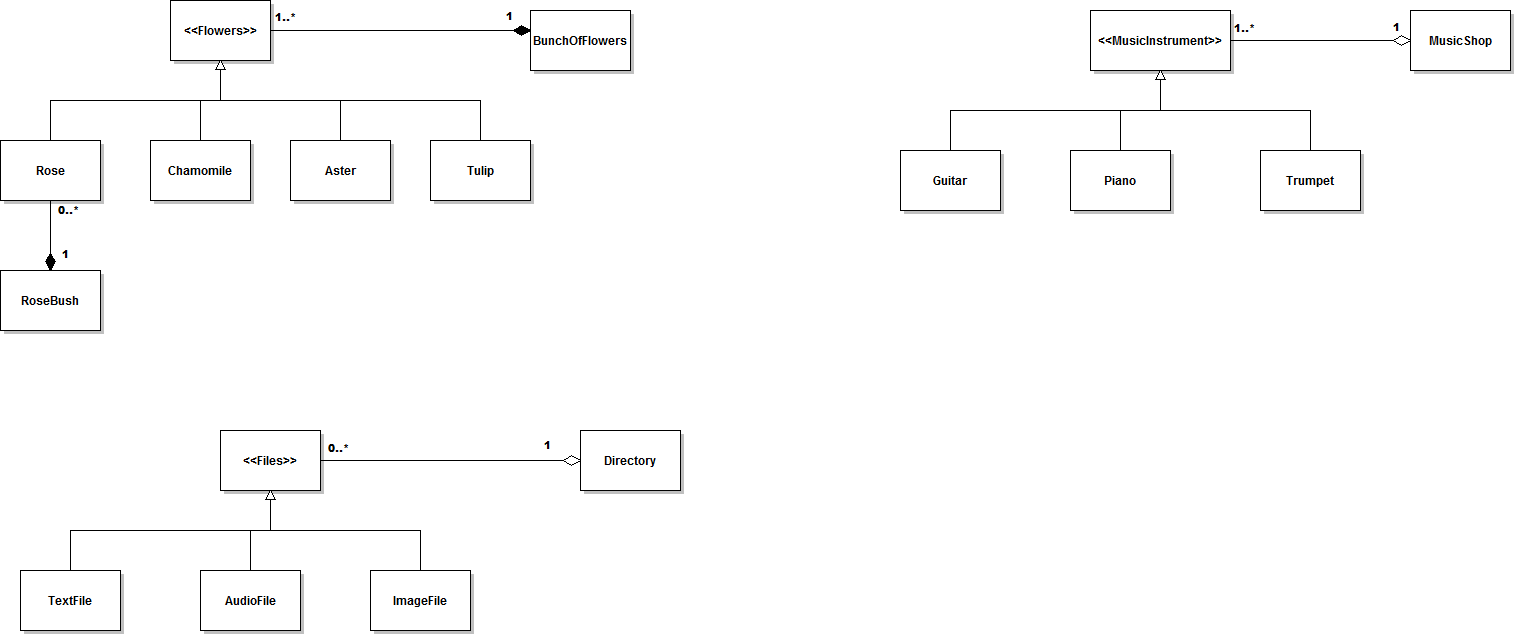 <<Flowers>>
1..*
1
BunchOfFlowers
Rose
Chamomile
Aster
Tulip
0..*
1
RoseBush
<<MusicInstrument>>
1..*
1
MusicShop
Guitar
Piano
Trumpet
<<Files>>
0..*
1
Directory
TextFile
AudioFile
ImageFile